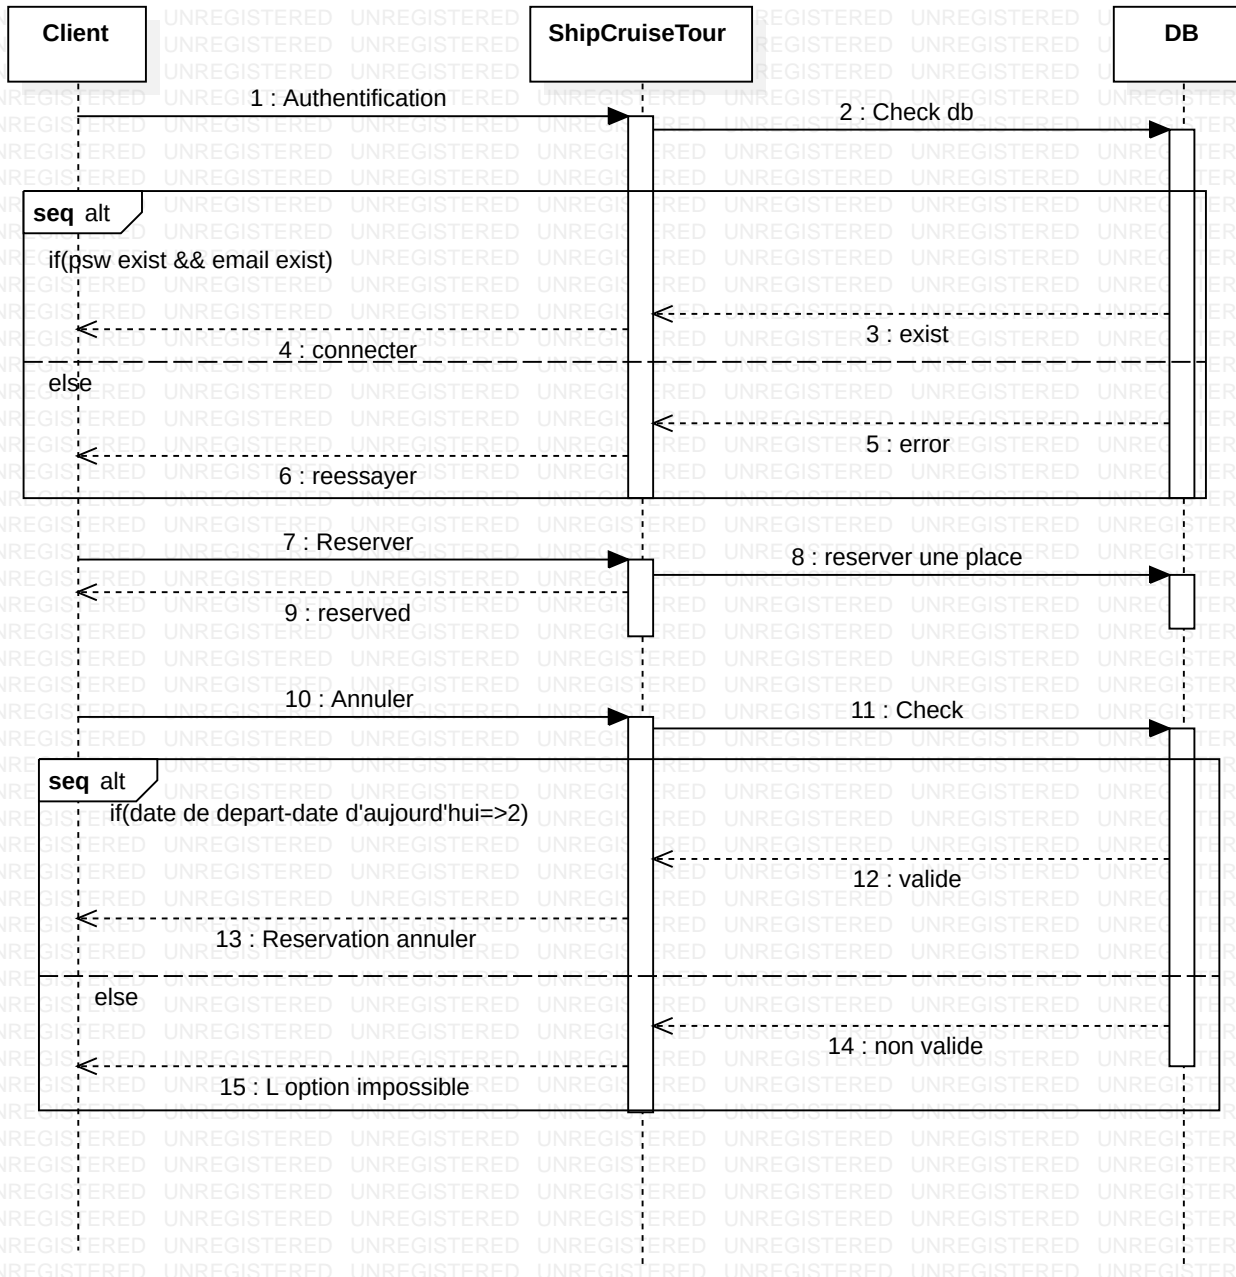 Client
ShipCruiseTour
DB
1 : Authentification
2 : Check db
seq alt
if(psw exist && email exist)
3 : exist
4 : connecter
else
5 : error
6 : reessayer
7 : Reserver
8 : reserver une place
9 : reserved
10 : Annuler
11 : Check
seq alt
if(date de depart-date d'aujourd'hui=>2)
12 : valide
13 : Reservation annuler
else
14 : non valide
15 : L option impossible
UNREGISTERED